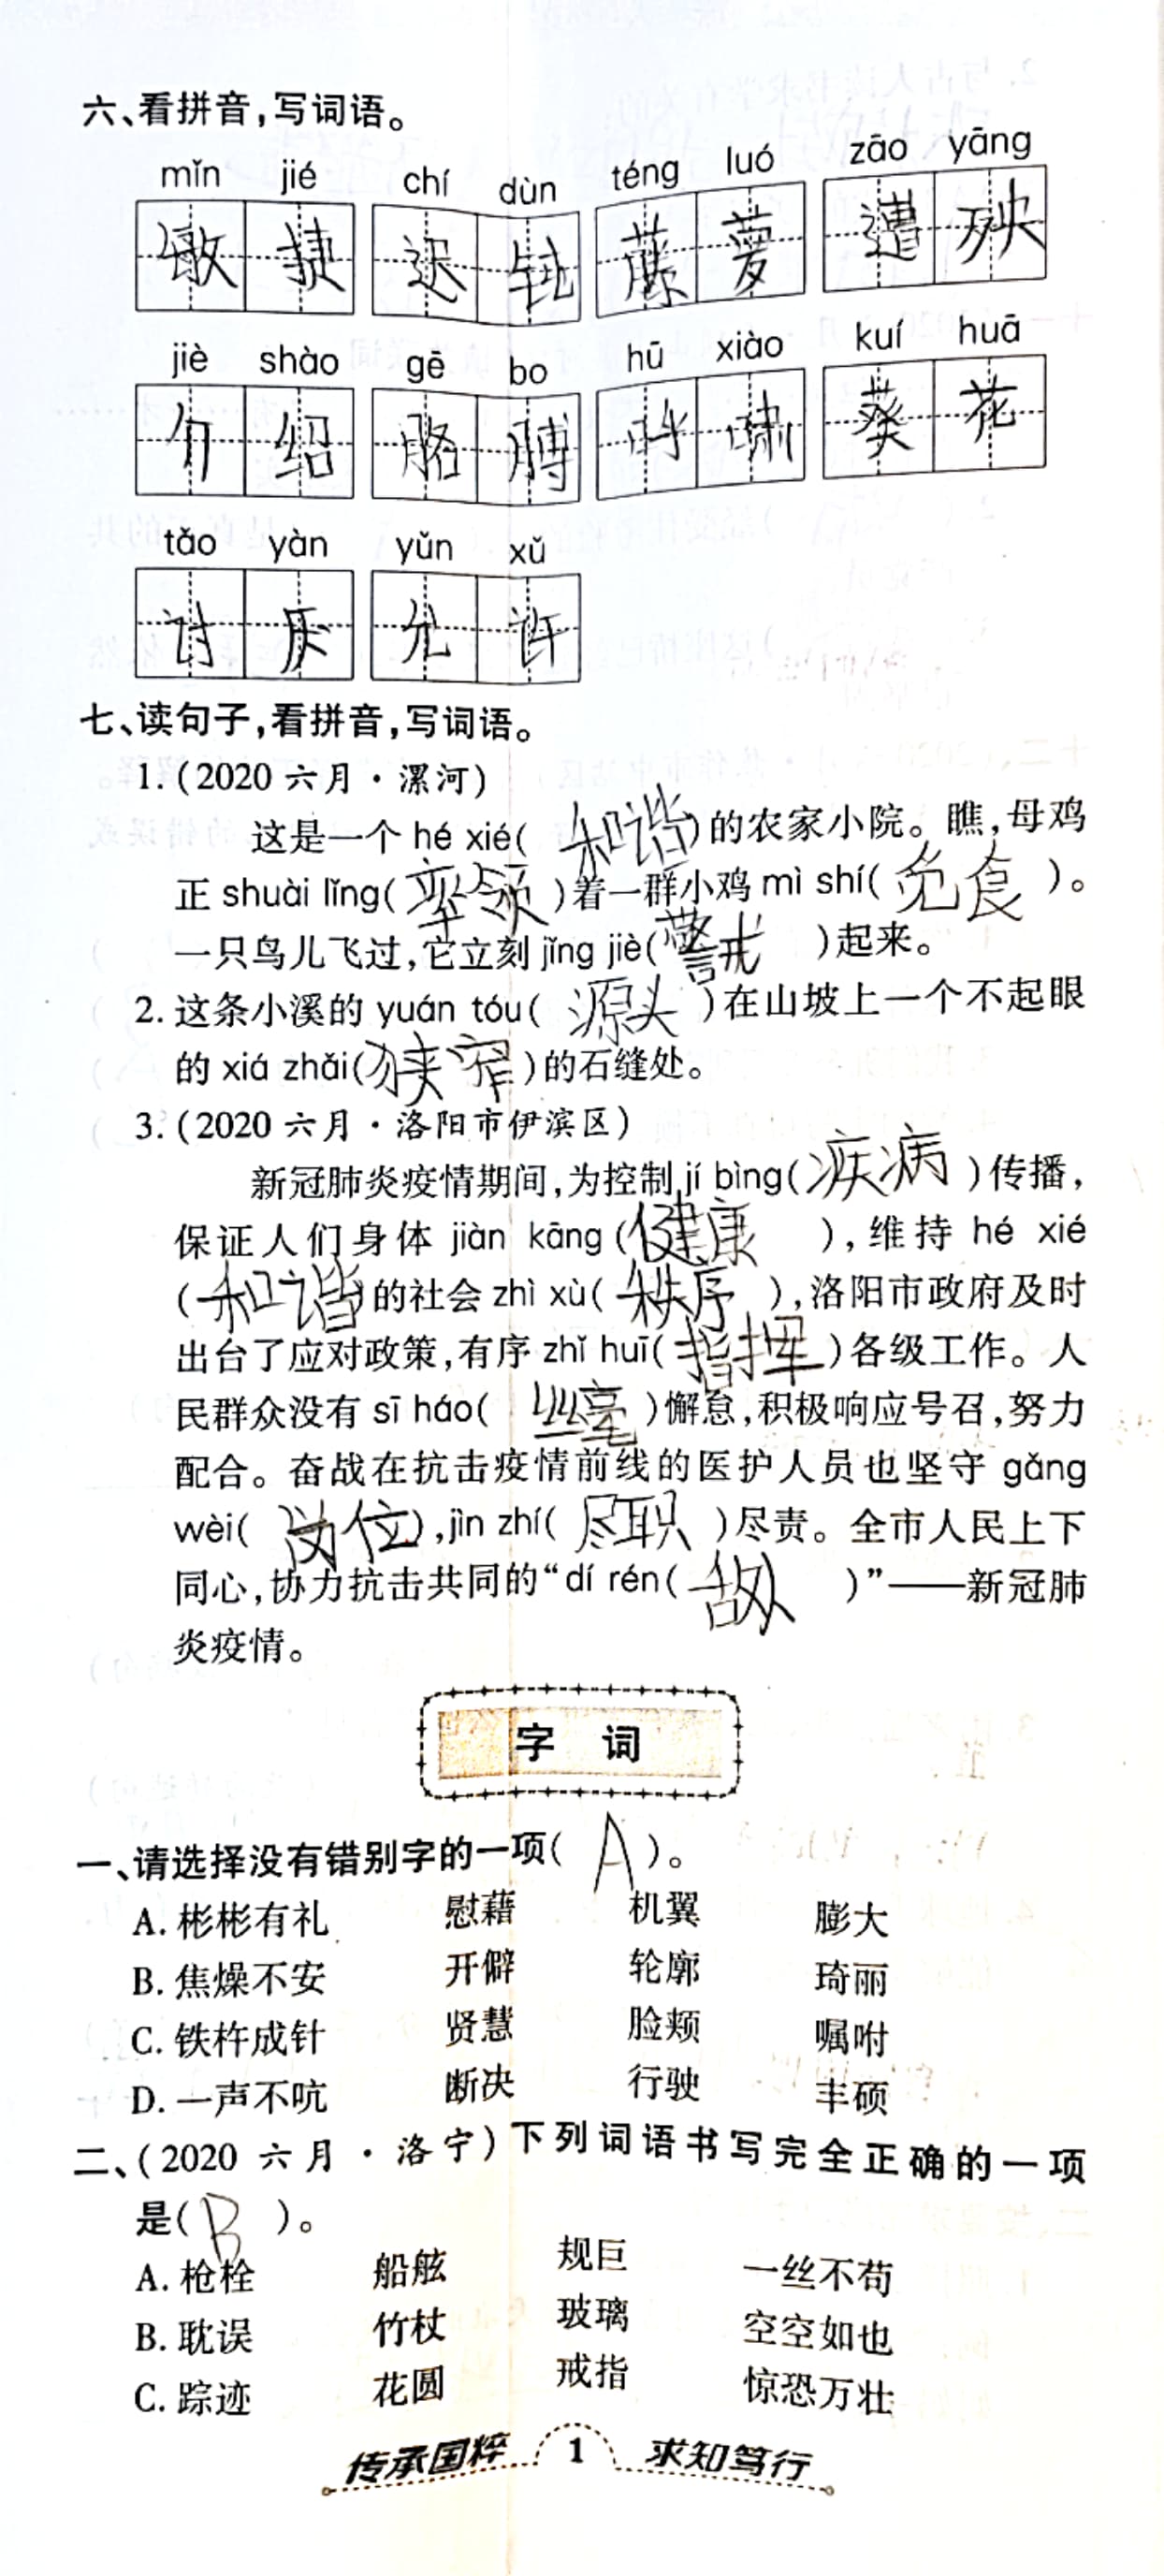 六、看拼音,写词语。
mǐn jié chí dùn téng luó zāo yāng
敏捷 迟钝 藤萝 遭殃
jiè shào gē bo hū xiào kuí huā
介绍 胳膊 呼啸 葵花
tǎo yàn yǔn xǔ
讨厌 允许
七、读句子,看拼音,写词语。
1.(2020 六月·漯河)
这是一个 hé xié(和谐)的农家小院。瞧,母鸡
正 shuài lǐng(率领)着一群小鸡 mì shí(免食)。
一只鸟儿飞过,它立刻 jǐng jiè(警戒)起来。
2. 这条小溪的 yuán tóu(源头)在山坡上一个不起眼
的 xiá zhǎi(狭窄)的石缝处。
3.(2020 六月·洛阳市伊滨区)
新冠肺炎疫情期间,为控制 jí bìng(疾病)传播,
保证人们身体 jiàn kāng(健康),维持 hé xié
(和谐)的社会 zhì xù(秩序),洛阳市政府及时
出台了应对政策,有序 zhǐ huī(指挥)各级工作。人
民群众没有 sī háo(丝毫)懈怠,积极响应号召,努力
配合。奋战在抗击疫情前线的医护人员也坚守 gǎng
wèi(岗位),jìn zhí(尽职)尽责。全市人民上下
同心,协力抗击共同的“dí rén(敌人)”——新冠肺
炎疫情。
字 词
一、请选择没有错别字的一项(A)。
A. 彬彬有礼 慰藉 机翼 膨大
B. 焦燥不安 开僻 轮廓 琦丽
C. 铁杵成针 贤慧 脸颊 嘱咐
D. 一声不吭 断决 行驶 丰硕
二、(2020 六月·洛宁)下列词语书写完全正确的一项
是(B)。
A. 枪栓 船舷 规巨 一丝不苟
B. 耽误 竹杖 玻璃 空空如也
C. 踪迹 花圆 戒指 惊恐万壮
传承国粹 1 求知笃行